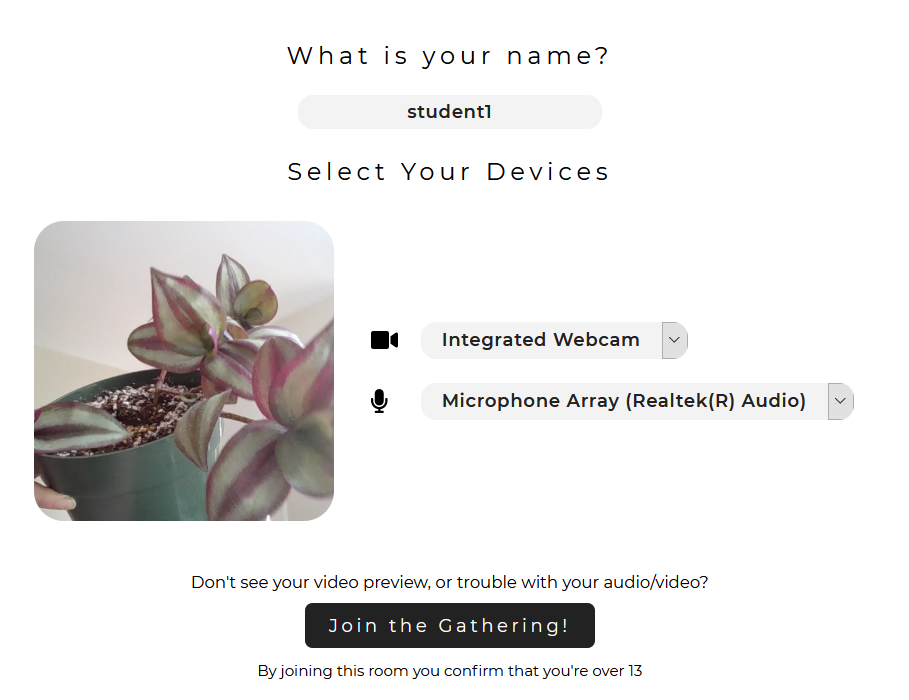 What is your name?
student1
Select Your Devices
Integrated Webcam
Microphone Array (Realtek(R) Audio)
Don't see your video preview, or trouble with your audio/video?
Join the Gathering!
By joining this room you confirm that you're over 13